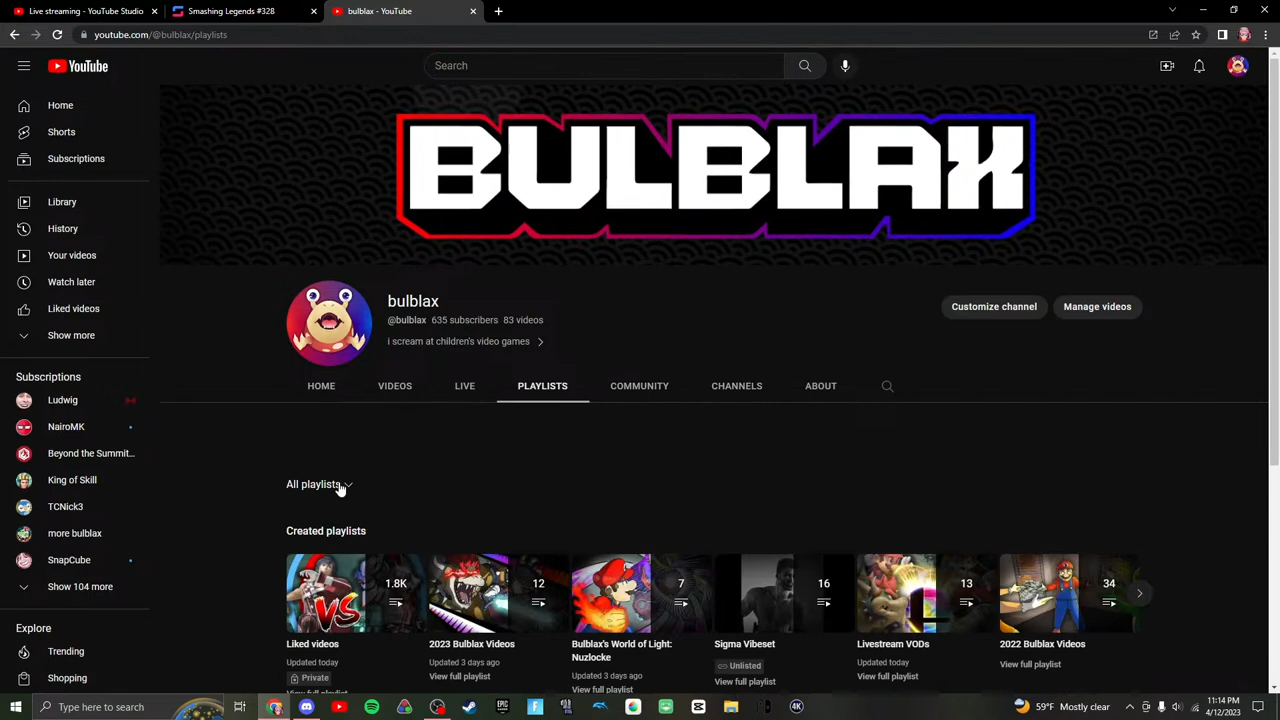 Live streaming - YouTube Studio
Smashing Legends #328
bulblax - YouTube
youtube.com/@bulblax/playlists
YouTube
Search
Home
Shorts
Subscriptions
Library
History
Your videos
Watch later
Liked videos
Show more
Subscriptions
Ludwig
NairoMK
Beyond the Summit...
King of Skill
TCNick3
more bulblax
SnapCube
Show 104 more
Explore
Trending
Shopping
BULBLAX
bulblax
@bulblax 635 subscribers 83 videos
i scream at children's video games
Customize channel
Manage videos
HOME VIDEOS LIVE PLAYLISTS COMMUNITY CHANNELS ABOUT
All playlists
Created playlists
VS
1.8K
Liked videos
Updated today
Private
View full playlist
12
2023 Bulblax Videos
Updated 3 days ago
View full playlist
7
Bulblax's World of Light:
Nuzlocke
Updated 3 days ago
View full playlist
16
Sigma Vibeset
Unlisted
View full playlist
13
Livestream VODs
Updated today
View full playlist
34
2022 Bulblax Videos
View full playlist
Type here to search
EPIC
4K
59°F Mostly clear
11:14 PM
4/12/2023